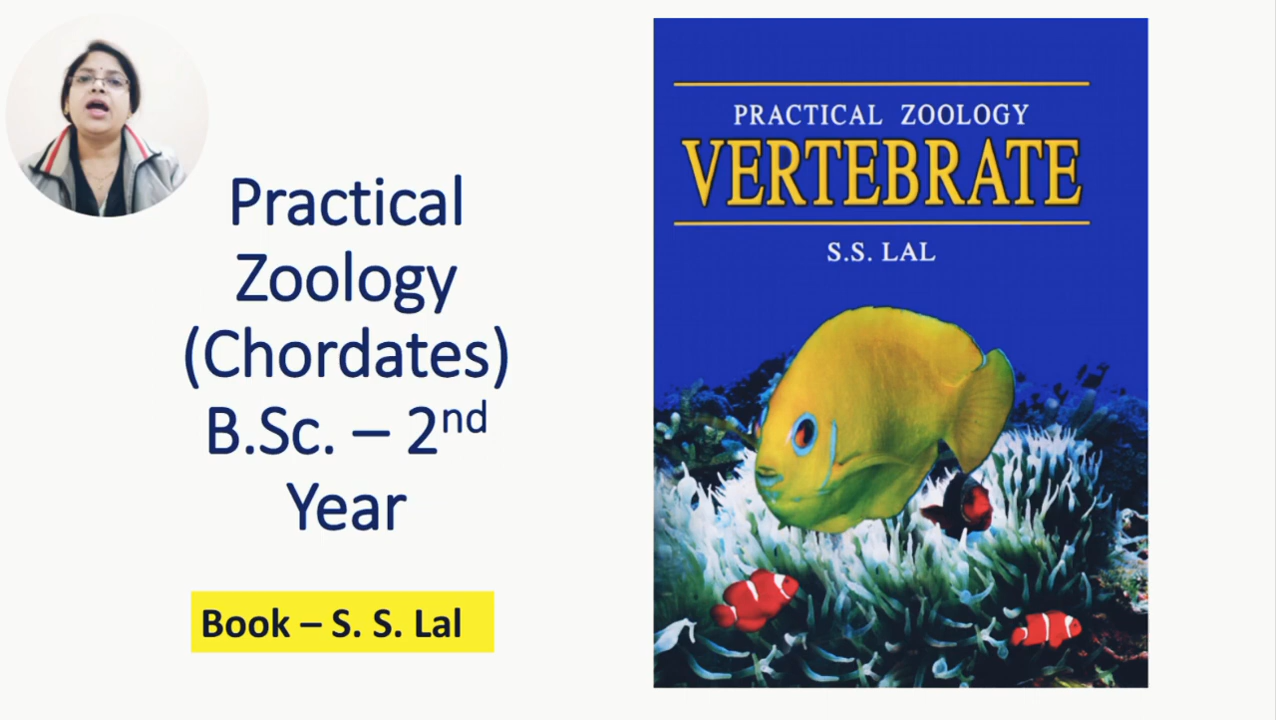 Practical
Zoology
(Chordates)
B.Sc. – 2nd
Year
Book – S. S. Lal
PRACTICAL ZOOLOGY
VERTEBRATE
S.S. LAL